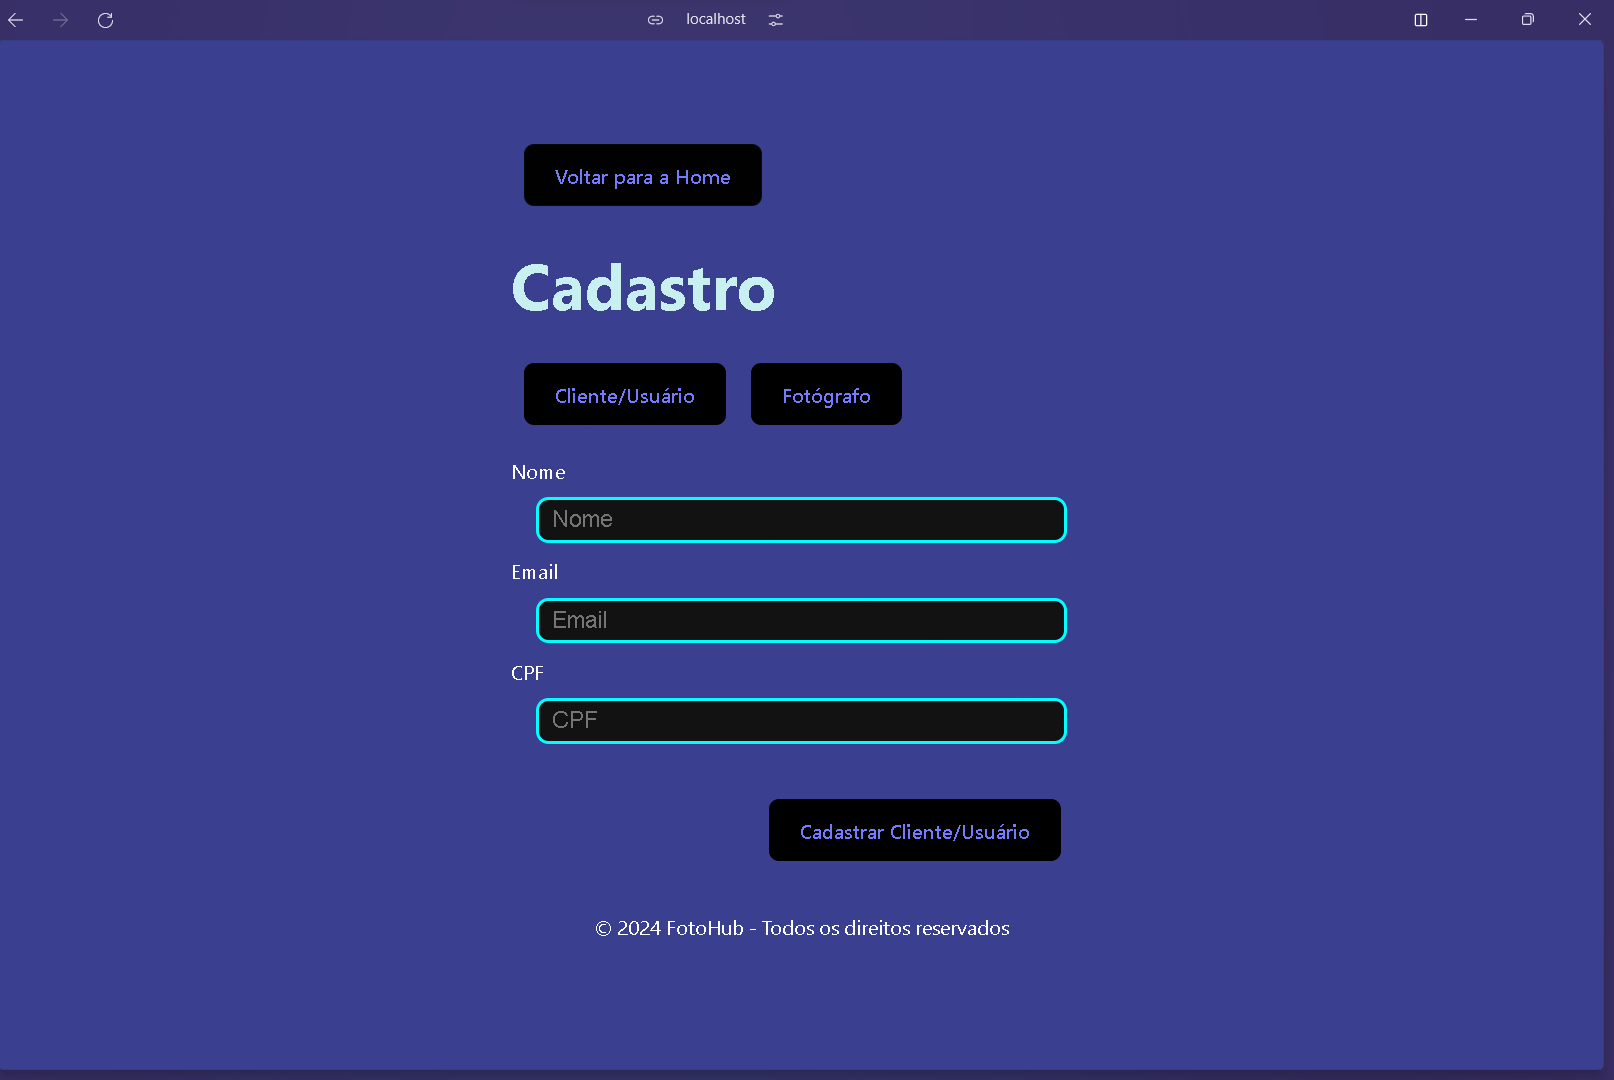 localhost
Voltar para a Home
Cadastro
Cliente/Usuário Fotógrafo
Nome
Nome
Email
Email
CPF
CPF
Cadastrar Cliente/Usuário
© 2024 FotoHub - Todos os direitos reservados